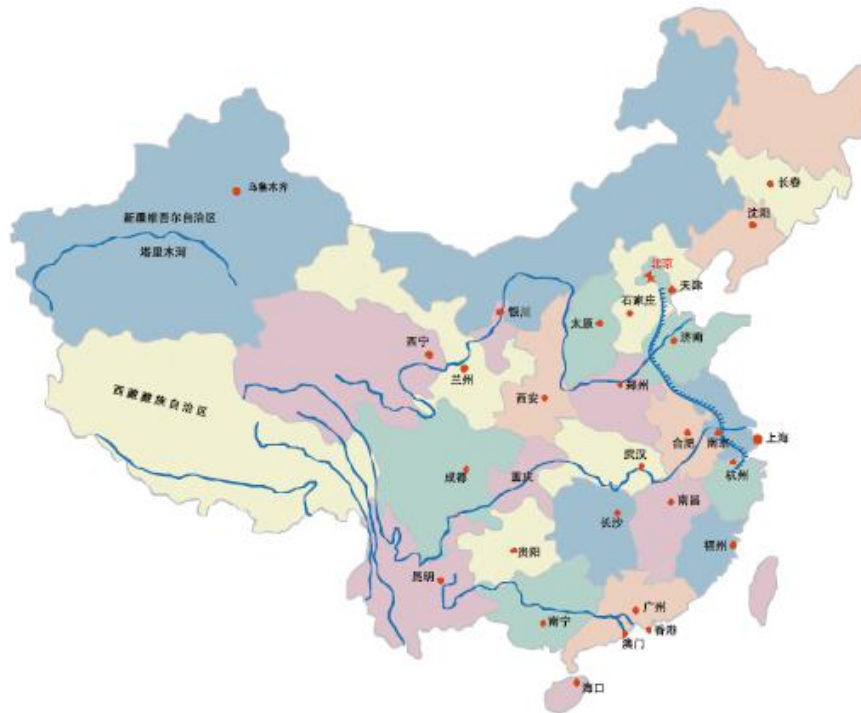 长春
乌鲁木齐
沈阳
新疆维吾尔自治区
塔里木河
北京
天津
银川
石家庄
太原
济南
西宁
兰州
郑州
西藏藏族自治区
西安
合肥
南京
上海
武汉
杭州
成都
重庆
南昌
长沙
福州
贵阳
昆明
广州
南宁
香港
澳门
海口